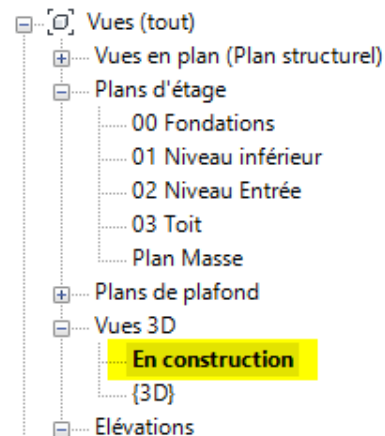 Vues (tout)
Vues en plan (Plan structurel)
Plans d'étage
00 Fondations
01 Niveau inférieur
02 Niveau Entrée
03 Toit
Plan Masse
Plans de plafond
Vues 3D
En construction
{3D}
Elévations